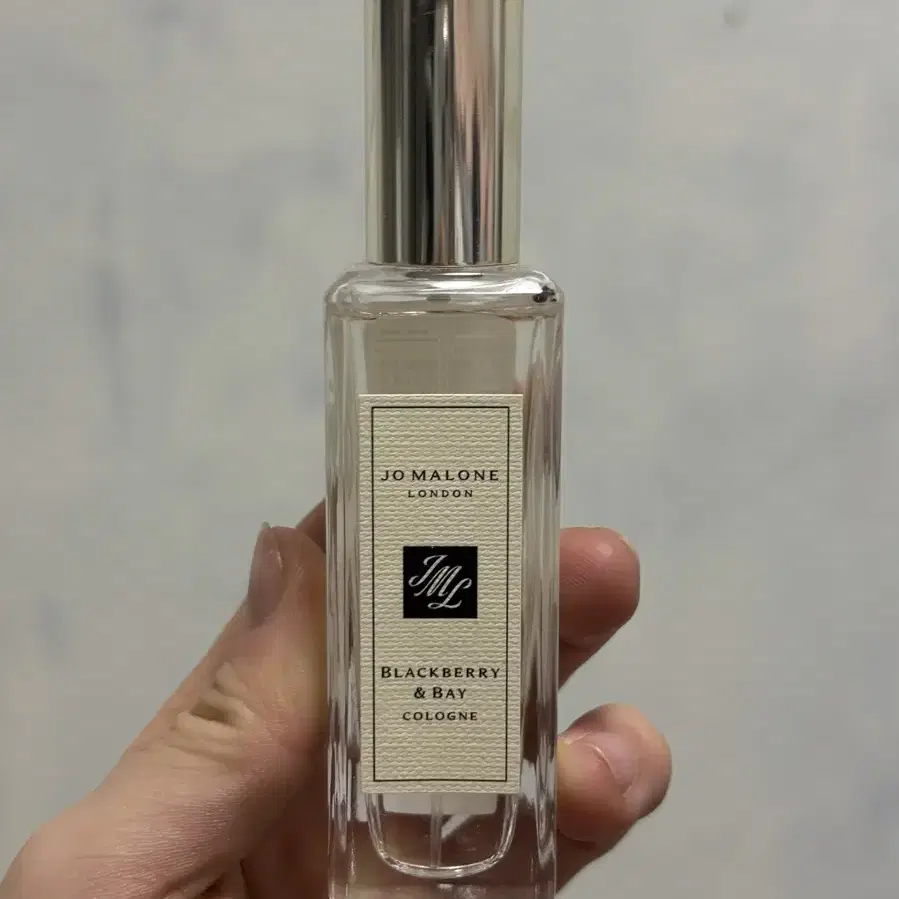 JO MALONE
LONDON
JML
BLACKBERRY
& BAY
COLOGNE